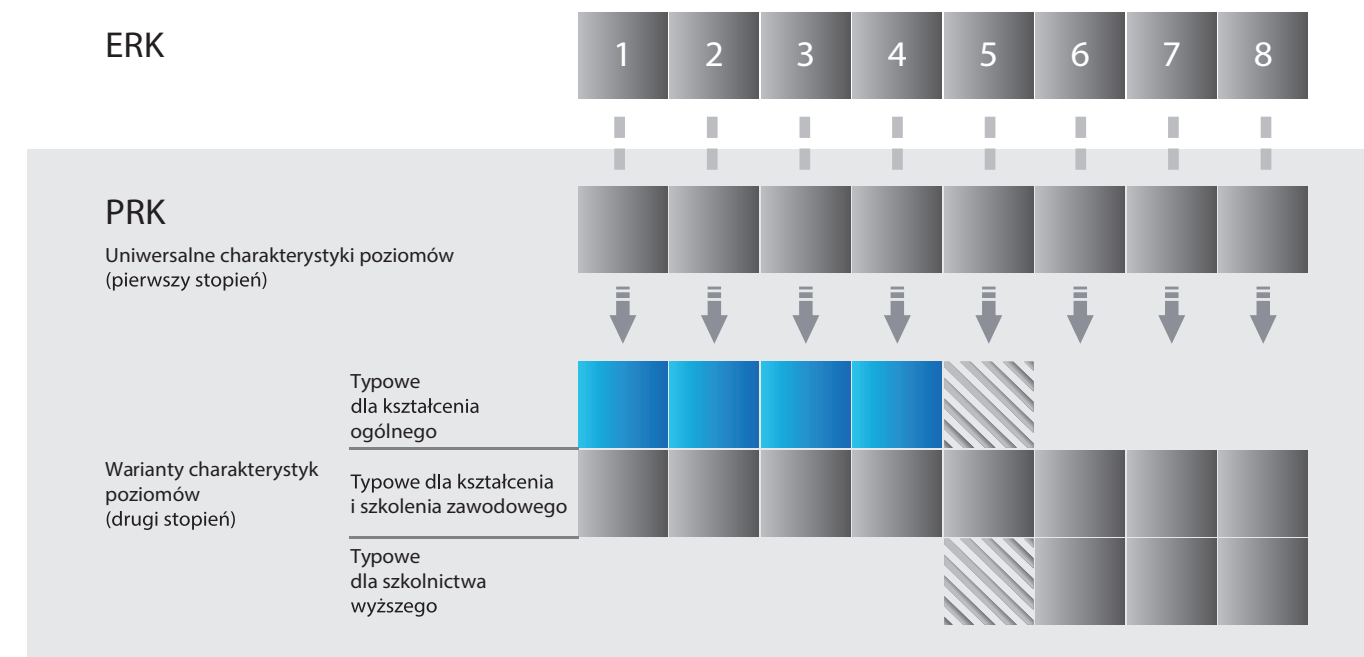 ERK
1 2 3 4 5 6 7 8
PRK
Uniwersalne charakterystyki poziomów
(pierwszy stopień)
Typowe
dla kształcenia
ogólnego
Warianty charakterystyk
poziomów
(drugi stopień)
Typowe dla kształcenia
i szkolenia zawodowego
Typowe
dla szkolnictwa
wyższego